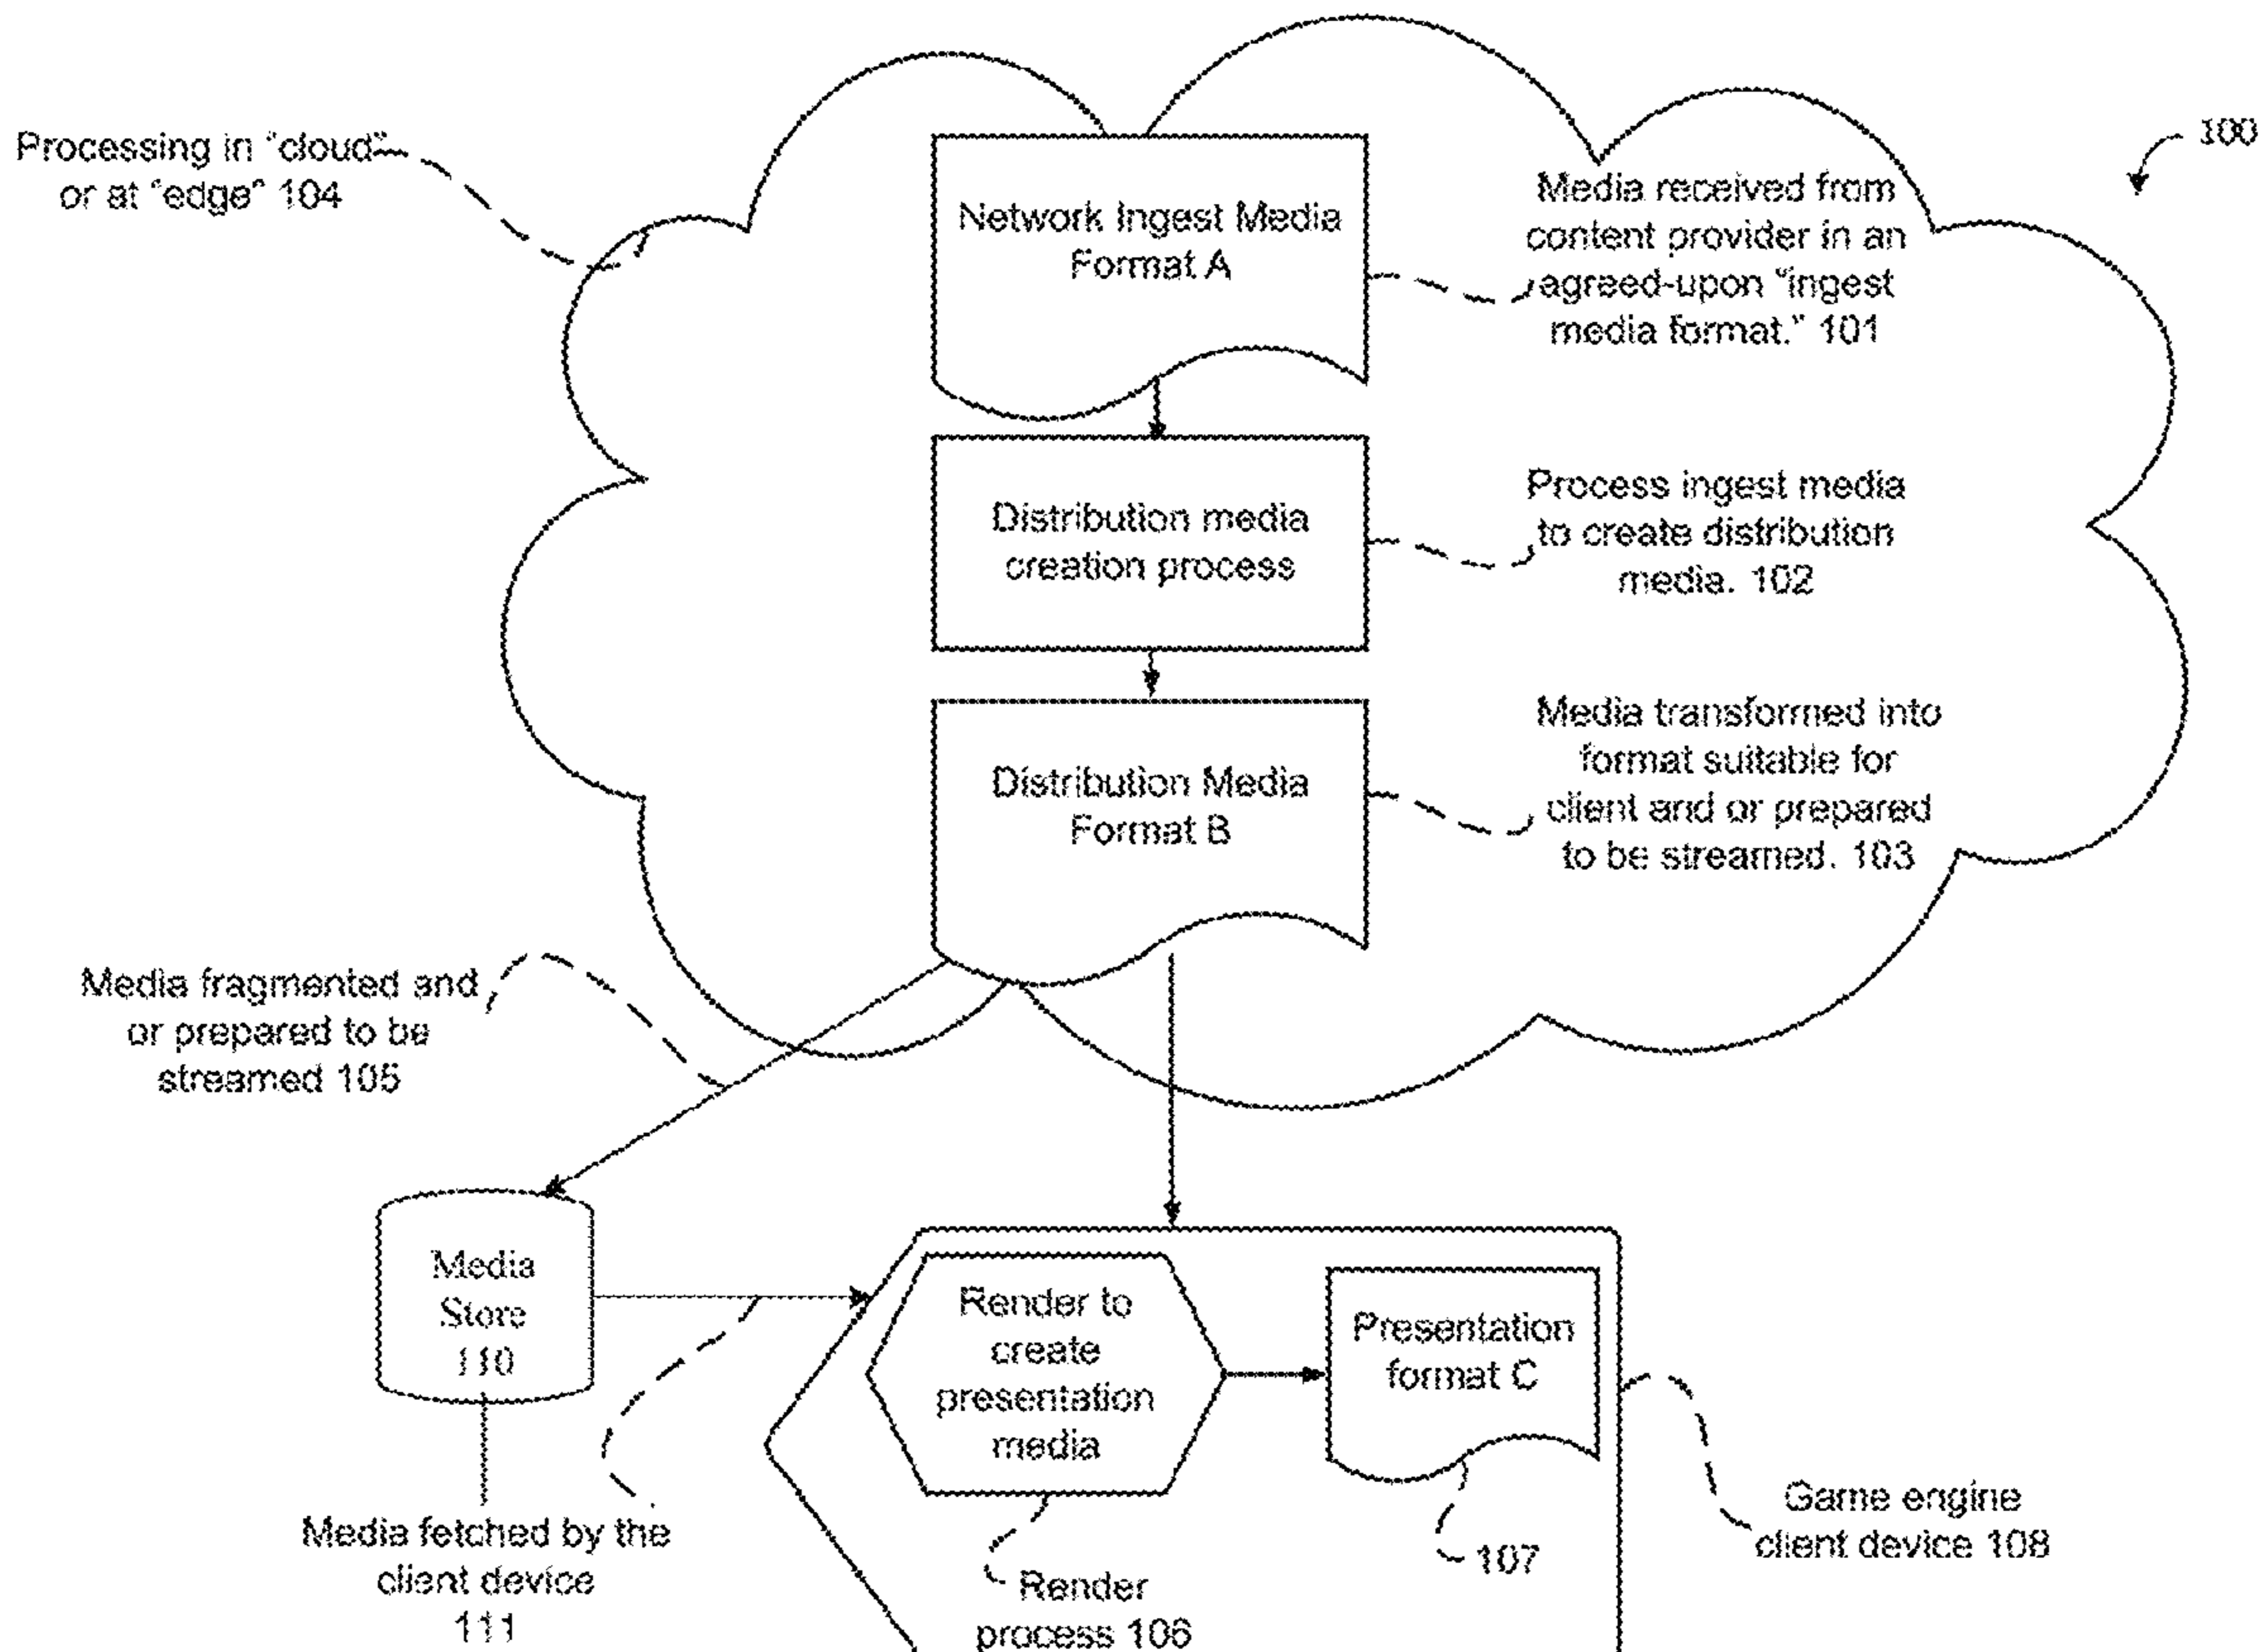 100
Processing in "cloud"
or at "edge" 104
Network Ingest Media
Format A
Media received from
content provider in an
agreed-upon "ingest
media format." 101
Distribution media
creation process
Process ingest media
to create distribution
media. 102
Distribution Media
Format B
Media transformed into
format suitable for
client and or prepared
to be streamed. 103
Media fragmented and
or prepared to be
streamed 105
Media
Store
110
Render to
create
presentation
media
Presentation
format C
Media fetched by the
client device
111
Render
process 106
107
Game engine
client device 108